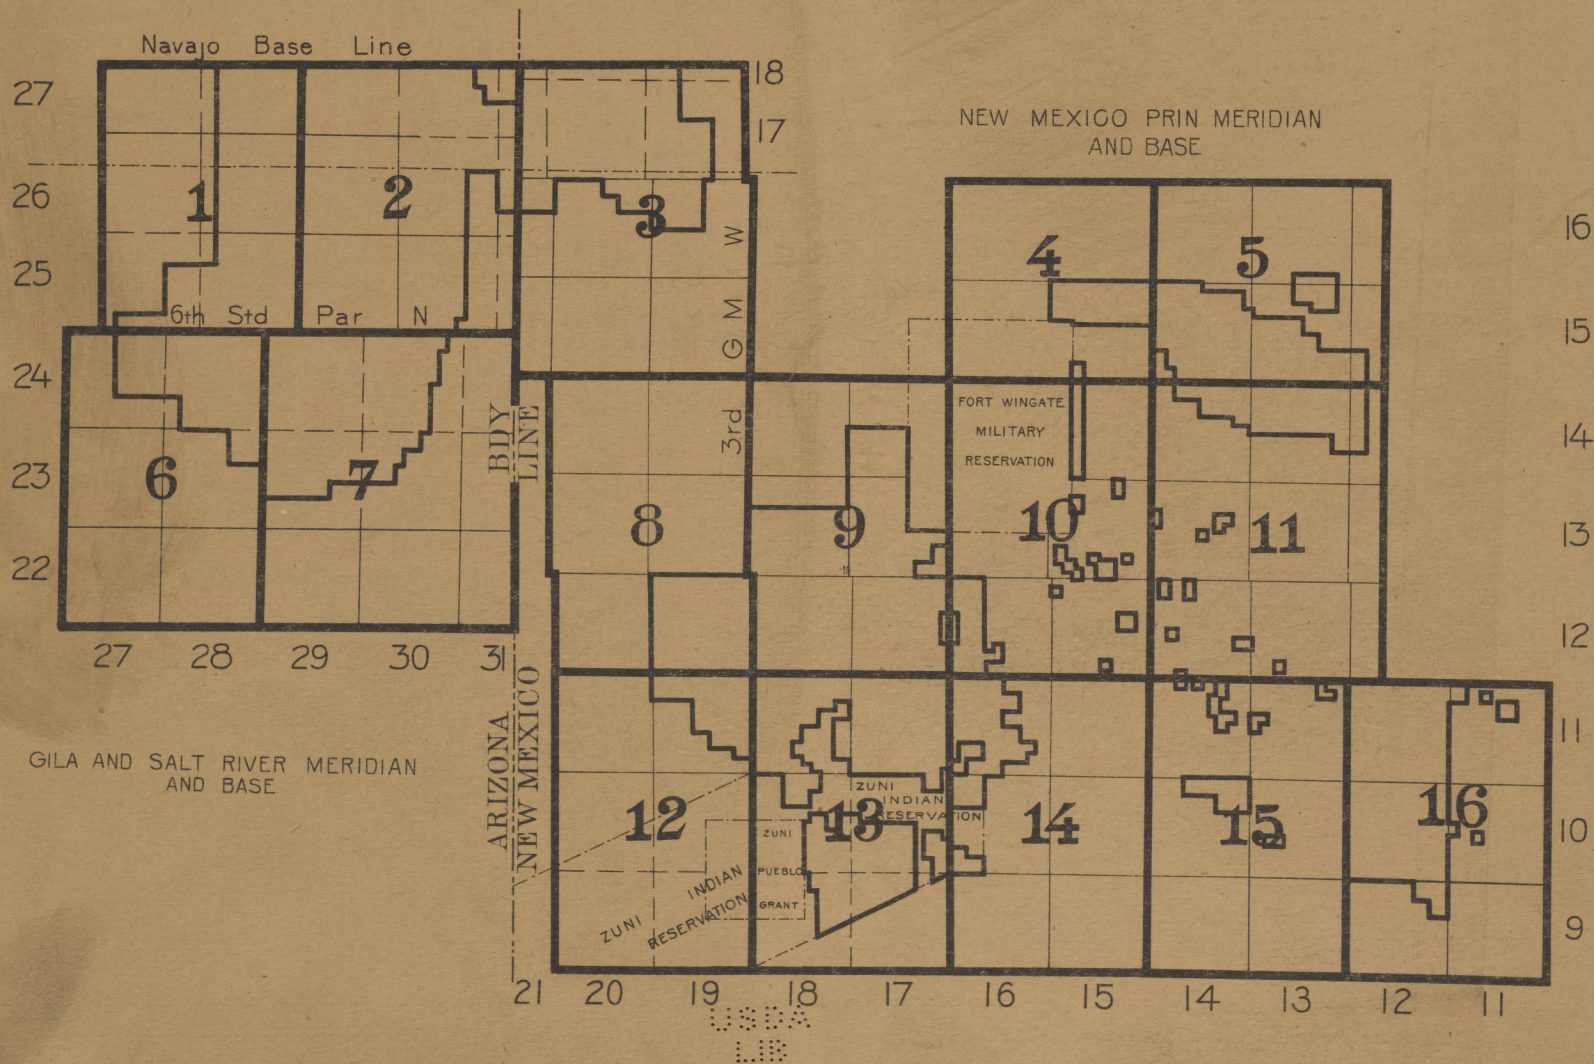 Navajo Base Line
18
27
17
NEW MEXICO PRIN MERIDIAN
AND BASE
26
1
2
3
W
M
G
3rd
16
4
5
25
6th Std Par N
15
24
BDY
LINE
FORT WINGATE
MILITARY
RESERVATION
14
23
6
7
8
9
10
11
13
22
12
27 28 29 30 31
GILA AND SALT RIVER MERIDIAN
AND BASE
ARIZONA
NEW MEXICO
11
ZUNI
INDIAN
RESERVATION
12
13
14
15
16
10
ZUNI
PUEBLO
GRANT
ZUNI INDIAN
RESERVATION
9
21 20 19 18 17 16 15 14 13 12 11
USDA
LIB